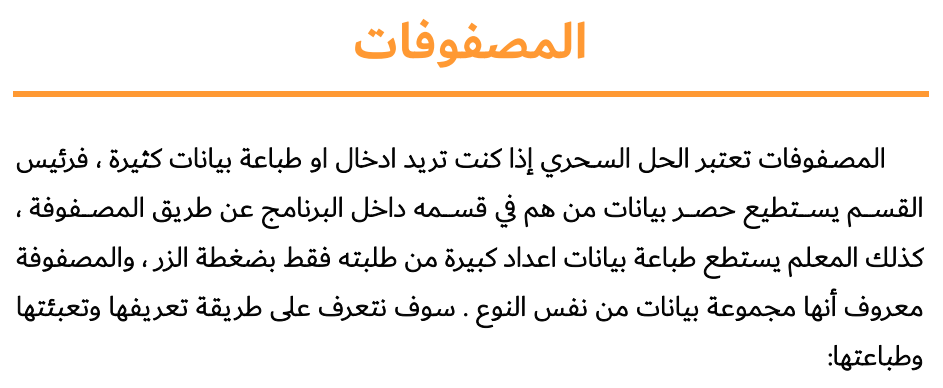 المصفوفات
المصفوفات تعتبر الحل السحري إذا كنت تريد ادخال او طباعة بيانات كثيرة ، فرئيس
القسم يستطيع حصر بيانات من هم في قسمه داخل البرنامج عن طريق المصفوفة ،
كذلك المعلم يستطع طباعة بيانات اعداد كبيرة من طلبته فقط بضغطة الزر ، والمصفوفة
معروف أنها مجموعة بيانات من نفس النوع . سوف نتعرف على طريقة تعريفها وتعبئتها
وطباعتها: